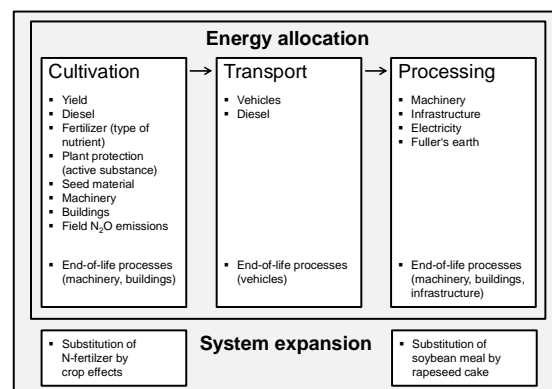 Energy allocation
Cultivation
▪ Yield
▪ Diesel
▪ Fertilizer (type of
nutrient)
▪ Plant protection
(active substance)
▪ Seed material
▪ Machinery
▪ Buildings
▪ Field N₂O emissions
▪ End-of-life processes
(machinery, buildings)
Transport
▪ Vehicles
▪ Diesel
▪ End-of-life processes
(vehicles)
Processing
▪ Machinery
▪ Infrastructure
▪ Electricity
▪ Fuller's earth
▪ End-of-life processes
(machinery, buildings,
infrastructure)
▪ Substitution of
N-fertilzer by
crop effects
System expansion
▪ Substitution of
soybean meal by
rapeseed cake